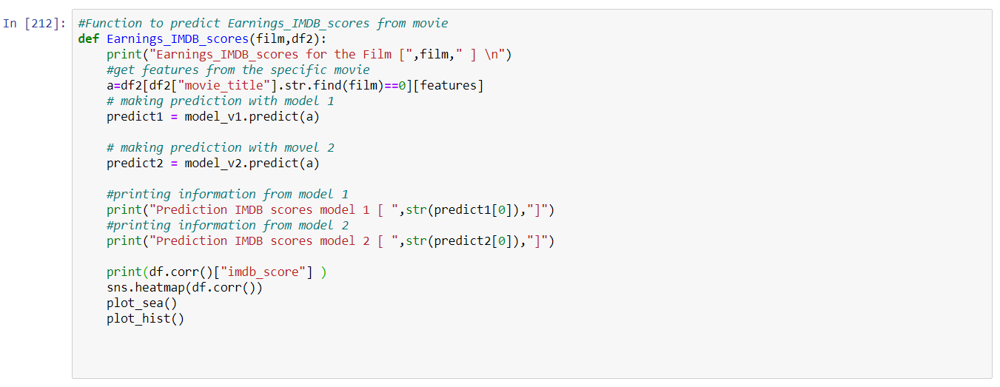 In [212]: #Function to predict Earnings_IMDB_scores from movie
def Earnings_IMDB_scores(film,df2):
    print("Earnings_IMDB_scores for the Film [",film," ] \n")
    #get features from the specific movie
    a=df2[df2["movie_title"].str.find(film)==0][features]
    # making prediction with model 1
    predict1 = model_v1.predict(a)
    # making prediction with movel 2
    predict2 = model_v2.predict(a)
    #printing information from model 1
    print("Prediction IMDB scores model 1 [ ",str(predict1[0]),"]")
    #printing information from model 2
    print("Prediction IMDB scores model 2 [ ",str(predict2[0]),"]")
    print(df.corr()["imdb_score"] )
    sns.heatmap(df.corr())
    plot_sea()
    plot_hist()